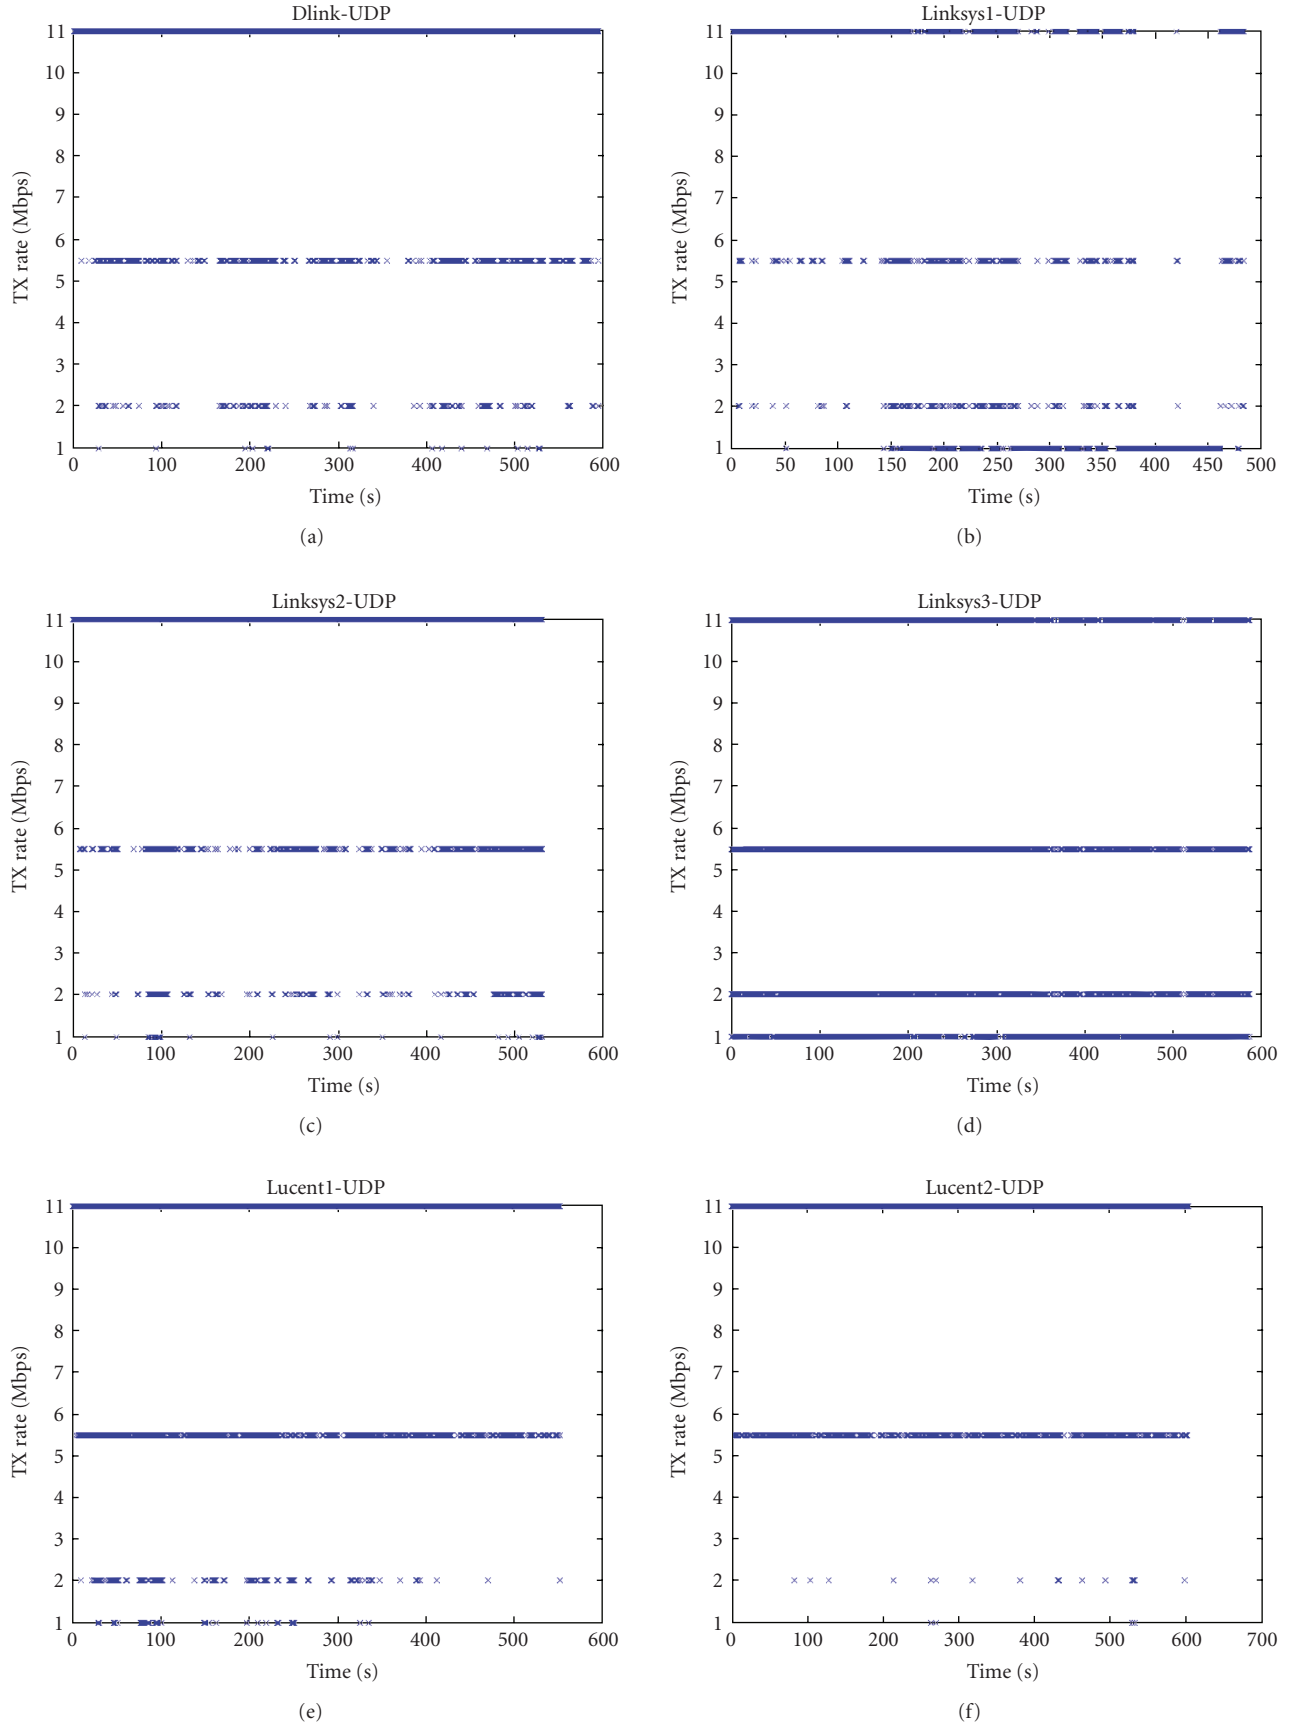 Dlink-UDP
11
10
9
8
7
6
5
4
3
2
1
TX rate (Mbps)
0 100 200 300 400 500 600
Time (s)
(a)
Linksys1-UDP
11
10
9
8
7
6
5
4
3
2
1
TX rate (Mbps)
0 50 100 150 200 250 300 350 400 450 500
Time (s)
(b)
Linksys2-UDP
11
10
9
8
7
6
5
4
3
2
1
TX rate (Mbps)
0 100 200 300 400 500 600
Time (s)
(c)
Linksys3-UDP
11
10
9
8
7
6
5
4
3
2
1
TX rate (Mbps)
0 100 200 300 400 500 600
Time (s)
(d)
Lucent1-UDP
11
10
9
8
7
6
5
4
3
2
1
TX rate (Mbps)
0 100 200 300 400 500 600
Time (s)
(e)
Lucent2-UDP
11
10
9
8
7
6
5
4
3
2
1
TX rate (Mbps)
0 100 200 300 400 500 600 700
Time (s)
(f)